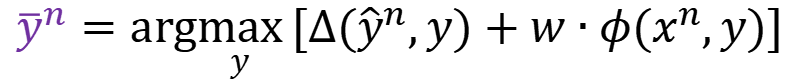 ȳⁿ = argmax [Δ(ŷⁿ, y) + w · ϕ(xⁿ, y)]
y